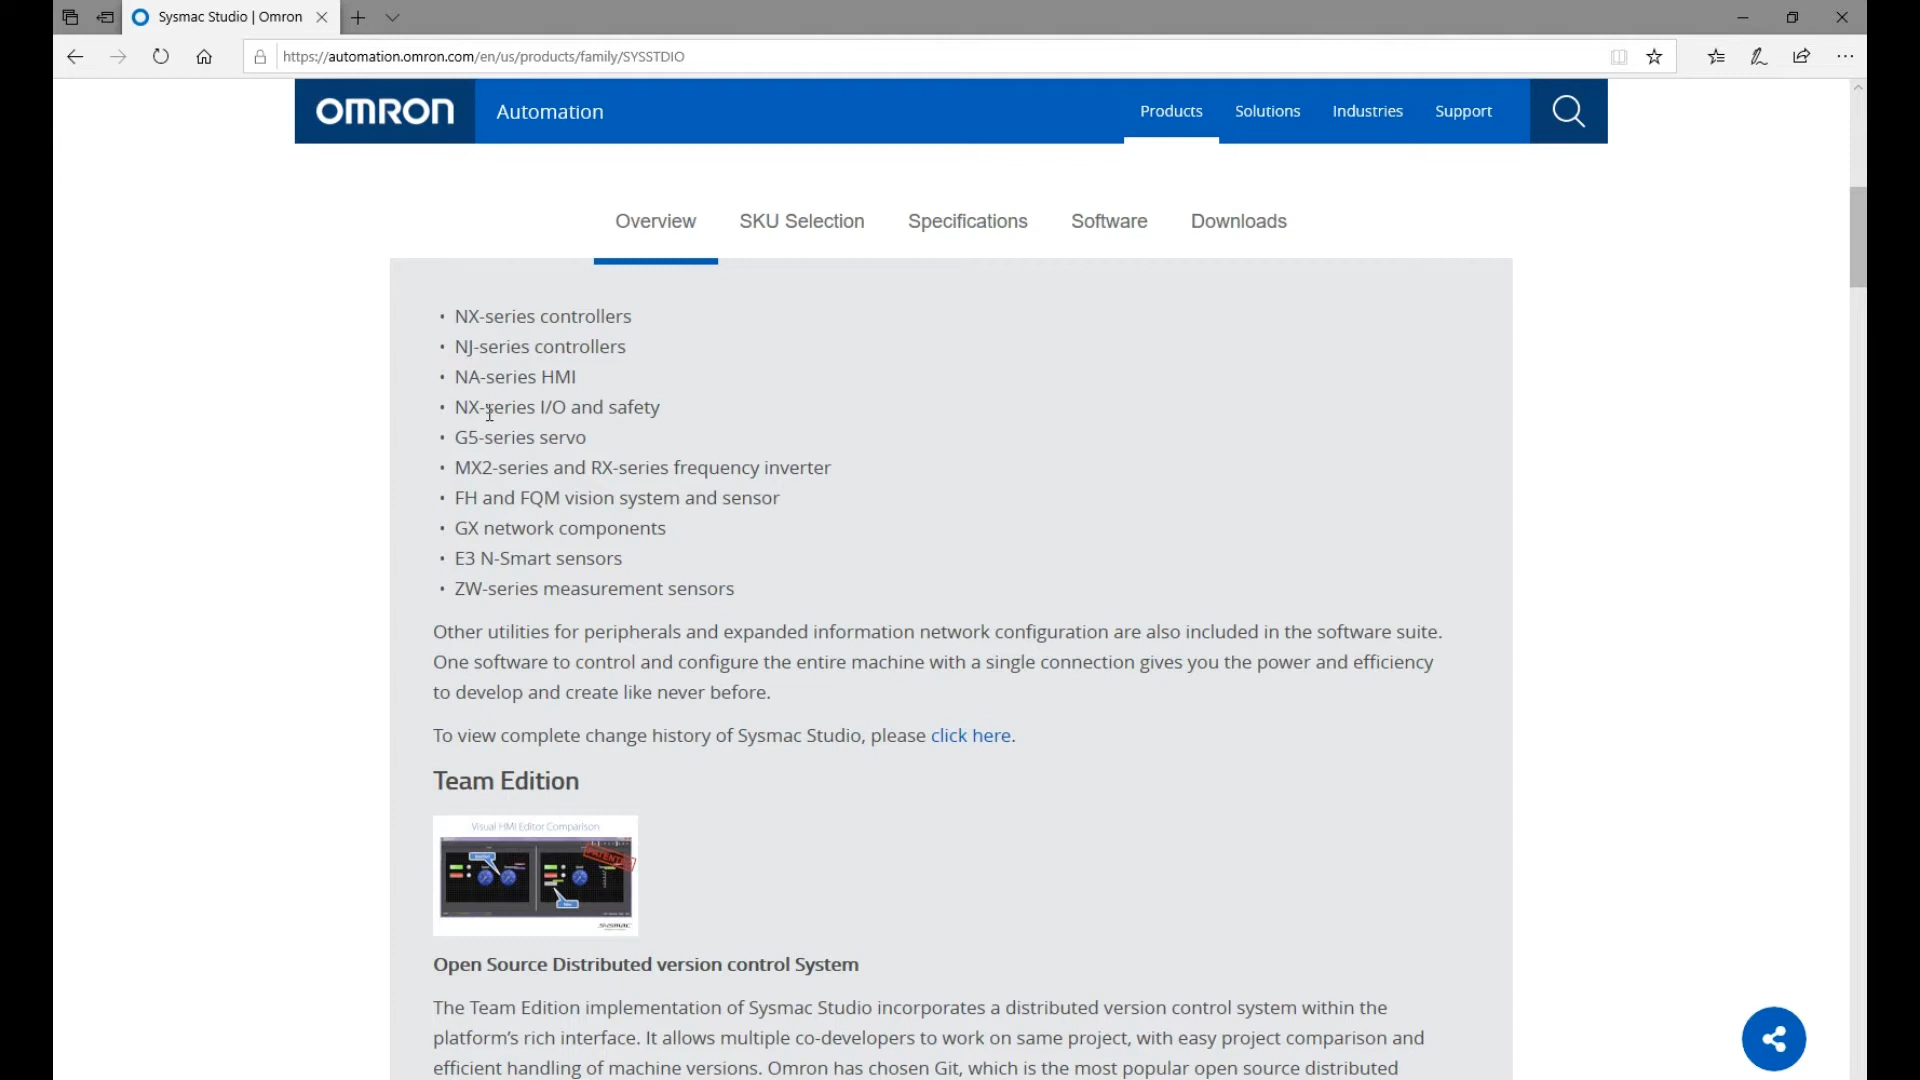 Sysmac Studio | Omron
https://automation.omron.com/en/us/products/family/SYSSTDIO
OMRON Automation Products Solutions Industries Support
Overview SKU Selection Specifications Software Downloads
• NX-series controllers
• NJ-series controllers
• NA-series HMI
• NX-series I/O and safety
• G5-series servo
• MX2-series and RX-series frequency inverter
• FH and FQM vision system and sensor
• GX network components
• E3 N-Smart sensors
• ZW-series measurement sensors
Other utilities for peripherals and expanded information network configuration are also included in the software suite.
One software to control and configure the entire machine with a single connection gives you the power and efficiency
to develop and create like never before.
To view complete change history of Sysmac Studio, please click here.
Team Edition
Visual HMI Editor Comparison
PATENTED
sysmac
Open Source Distributed version control System
The Team Edition implementation of Sysmac Studio incorporates a distributed version control system within the
platform's rich interface. It allows multiple co-developers to work on same project, with easy project comparison and
efficient handling of machine versions. Omron has chosen Git, which is the most popular open source distributed